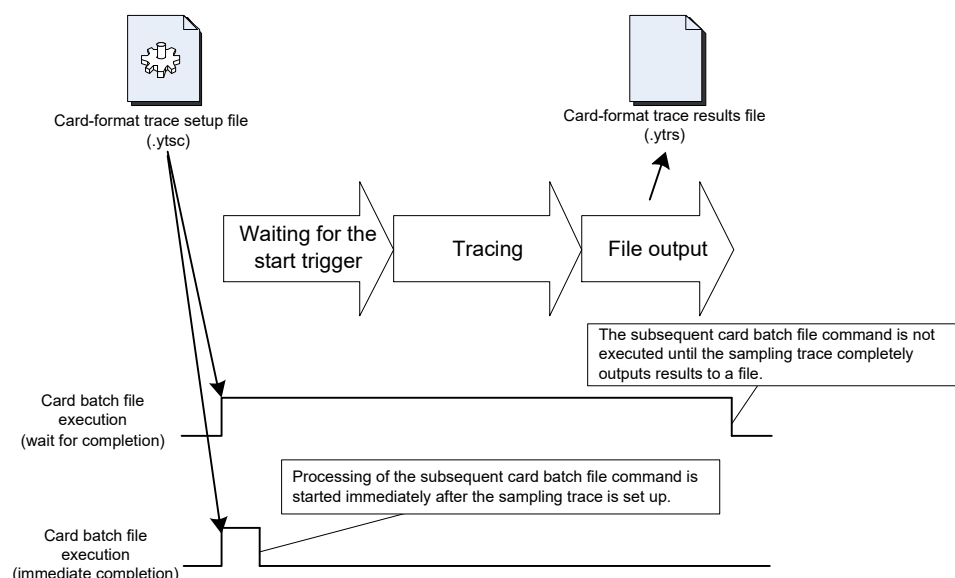 Card-format trace setup file
(.ytsc)
Card-format trace results file
(.ytrs)
Waiting for the
start trigger
Tracing
File output
The subsequent card batch file command is not
executed until the sampling trace completely
outputs results to a file.
Card batch file
execution
(wait for completion)
Processing of the subsequent card batch file command is
started immediately after the sampling trace is set up.
Card batch file
execution
(immediate completion)